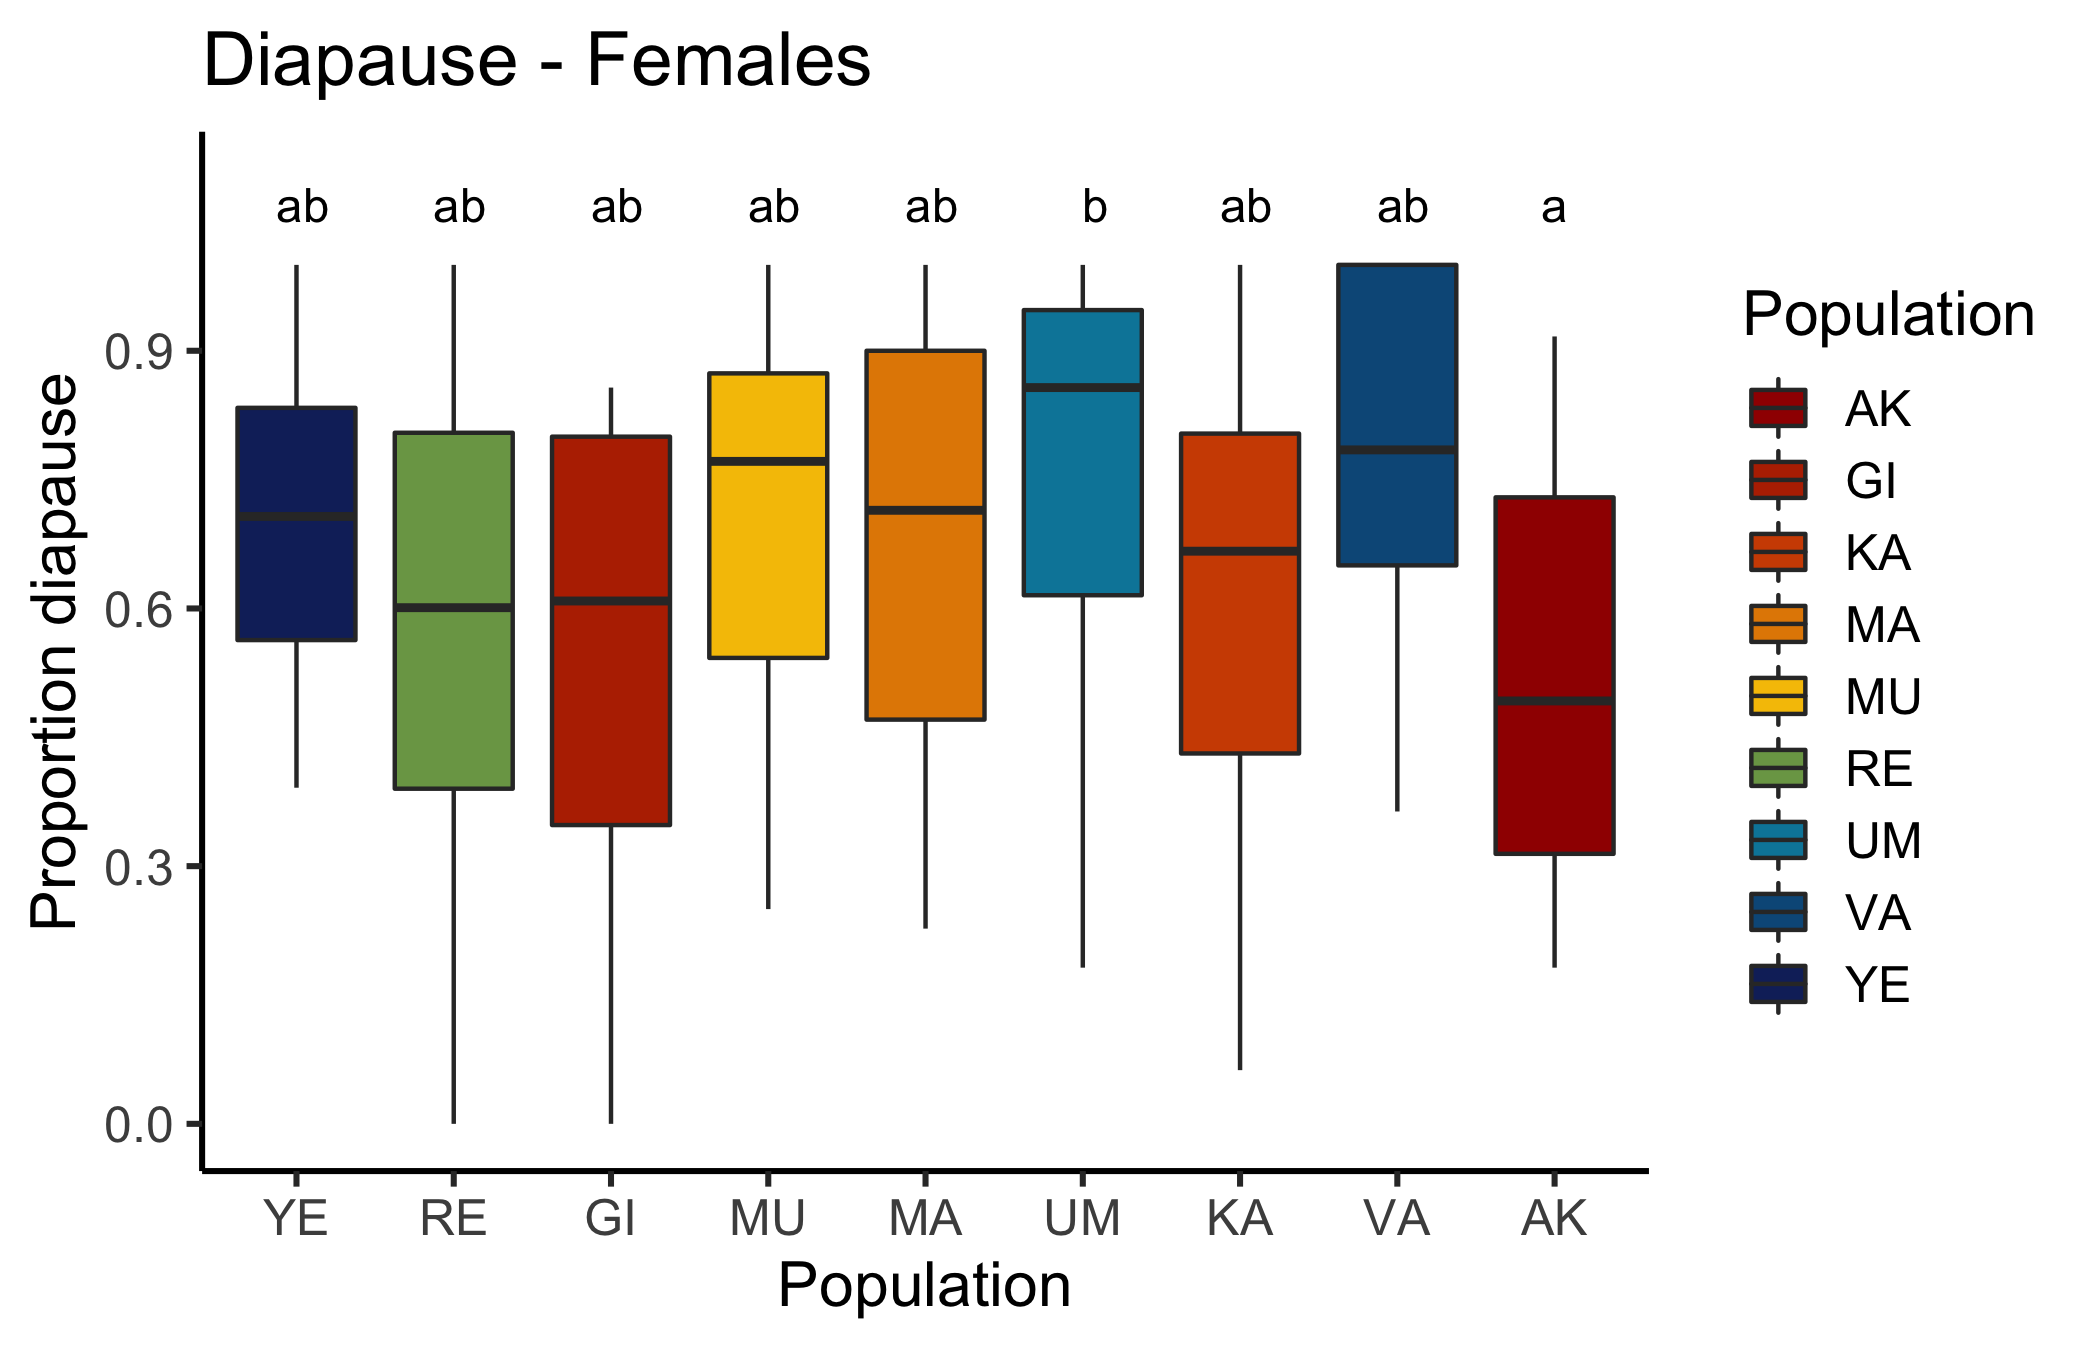 Diapause - Females
ab ab ab ab ab b ab ab a
Proportion diapause
0.9
0.6
0.3
0.0
YE RE GI MU MA UM KA VA AK
Population
Population
AK
GI
KA
MA
MU
RE
UM
VA
YE